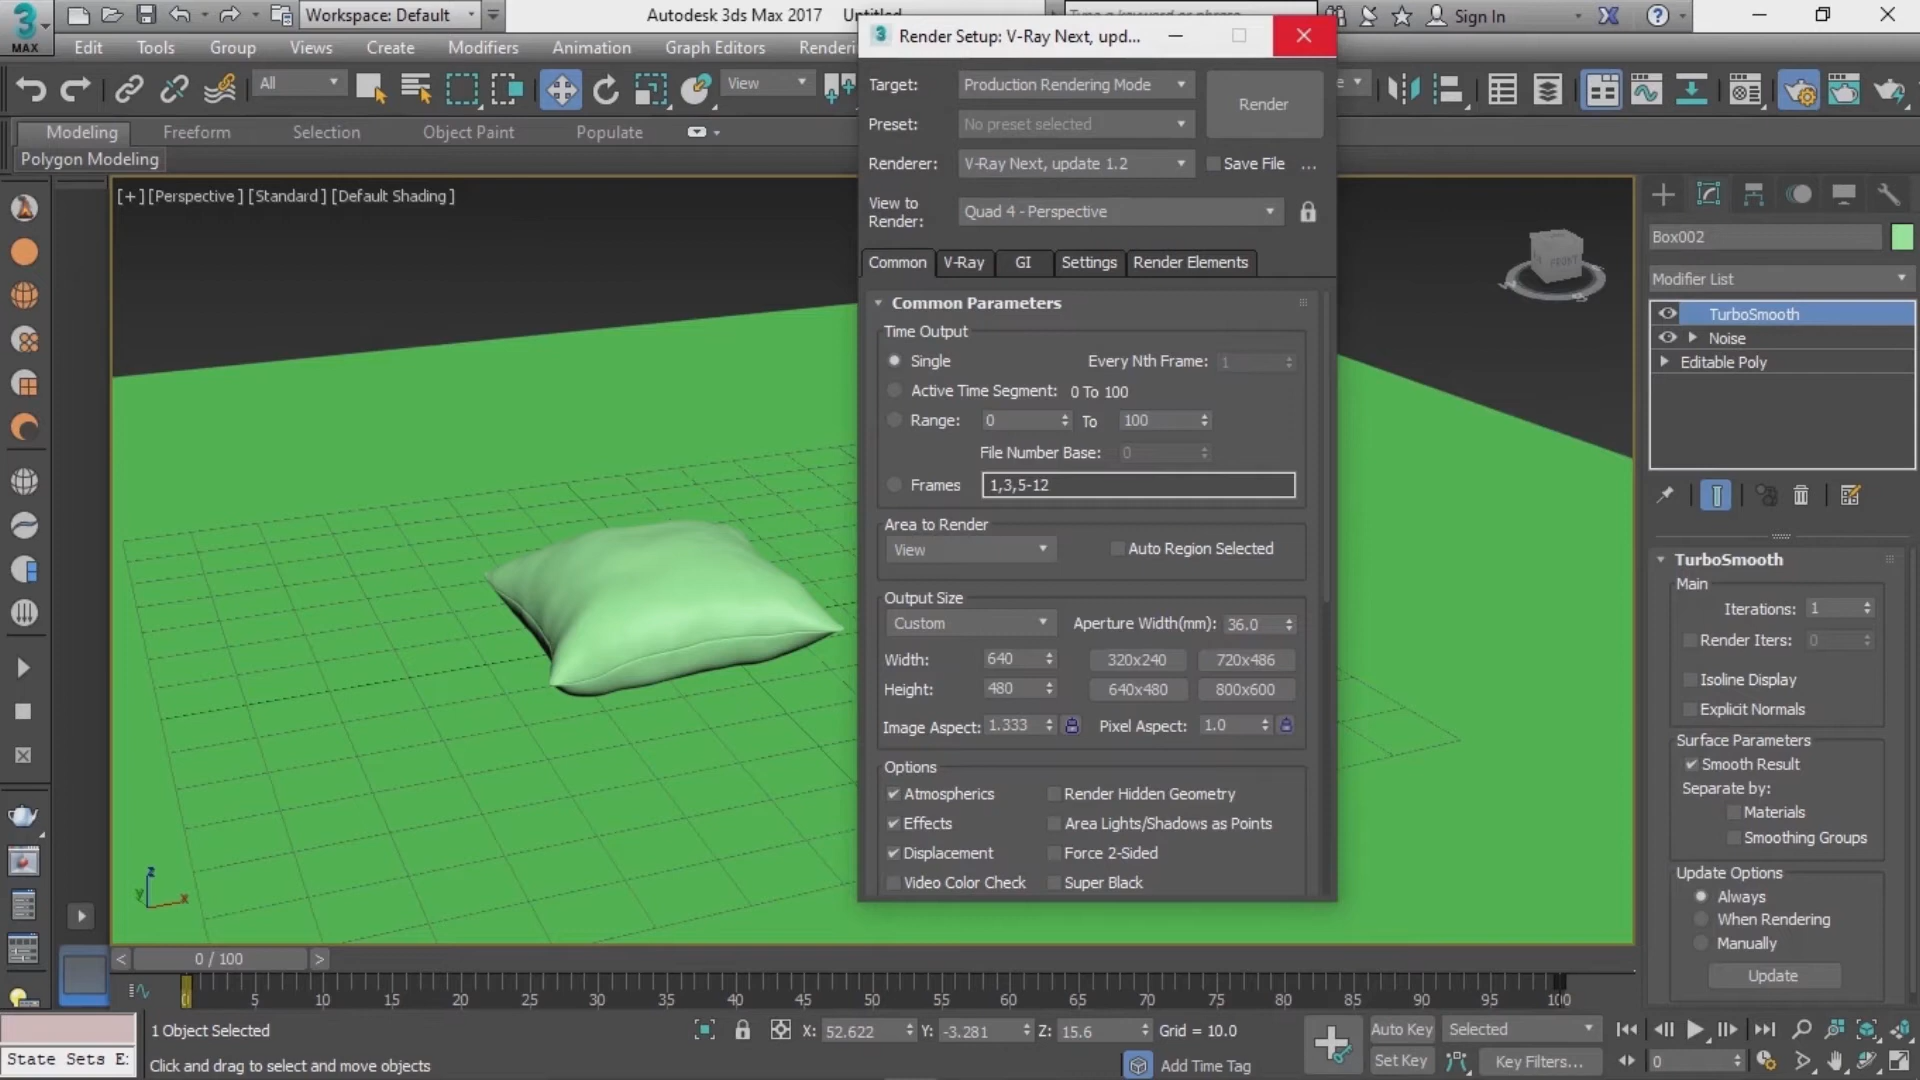 Workspace: Default
Autodesk 3ds Max 2017
Sign In
MAX
Edit Tools Group Views Create Modifiers Animation Graph Editors
All
View
Modeling Freeform Selection Object Paint Populate
Polygon Modeling
[+] [Perspective] [Standard] [Default Shading]
3 Render Setup: V-Ray Next, upd...
Target: Production Rendering Mode
Render
Preset: No preset selected
Renderer: V-Ray Next, update 1.2
Save File ...
View to
Render:
Quad 4 - Perspective
Common V-Ray GI Settings Render Elements
Common Parameters
Time Output
Single Every Nth Frame: 1
Active Time Segment: 0 To 100
Range: 0 To 100
File Number Base: 0
Frames 1,3,5-12
Area to Render
View Auto Region Selected
Output Size
Custom Aperture Width(mm): 36.0
Width: 640 320x240 720x486
Height: 480 640x480 800x600
Image Aspect: 1.333 Pixel Aspect: 1.0
Options
Atmospherics Render Hidden Geometry
Effects Area Lights/Shadows as Points
Displacement Force 2-Sided
Video Color Check Super Black
FRONT
Box002
Modifier List
TurboSmooth
Noise
Editable Poly
TurboSmooth
Main
Iterations: 1
Render Iters: 0
Isoline Display
Explicit Normals
Surface Parameters
Smooth Result
Separate by:
Materials
Smoothing Groups
Update Options
Always
When Rendering
Manually
Update
z
y
x
< 0 / 100 >
5 10 15 20 25 30 35 40 45 50 55 60 65 70 75 80 85 90 95 100
1 Object Selected
X: 52.622 Y: -3.281 Z: 15.6 Grid = 10.0
Auto Key Selected
State Sets E:
Click and drag to select and move objects
Add Time Tag
Set Key Key Filters...
0